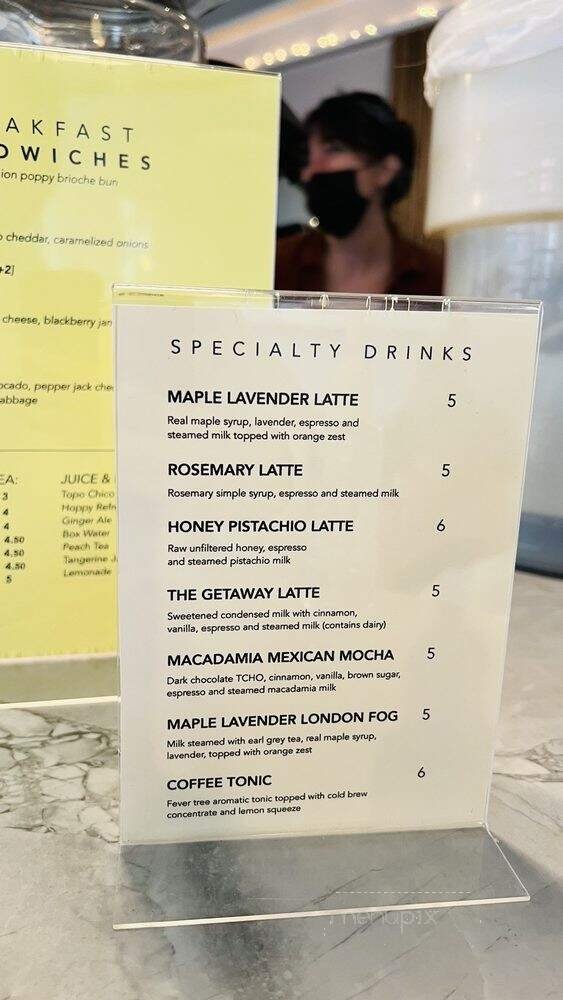 AKFAST
DWICHES
poppy brioche bun
cheddar, caramelized onions
+2]
cheese, blackberry jan
pepper jack
abbage
EA:
3
4
4
4.50
4.50
4.50
5
JUICE &
Topo Chico
Hoppy Refr
Ginger Ale
Box Water
Peach Tea
Tangerine J
Lemonade
SPECIALTY DRINKS
MAPLE LAVENDER LATTE 5
Real maple syrup, lavender, espresso and
steamed milk topped with orange zest
ROSEMARY LATTE 5
Rosemary simple syrup, espresso and steamed milk
HONEY PISTACHIO LATTE 6
Raw unfiltered honey, espresso
and steamed pistachio milk
THE GETAWAY LATTE 5
Sweetened condensed milk with cinnamon,
vanilla, espresso and steamed milk (contains dairy)
MACADAMIA MEXICAN MOCHA 5
Dark chocolate TCHO, cinnamon, vanilla, brown sugar,
espresso and steamed macadamia milk
MAPLE LAVENDER LONDON FOG 5
Milk steamed with earl grey tea, real maple syrup,
lavender, topped with orange zest
COFFEE TONIC 6
Fever tree aromatic tonic topped with cold brew
concentrate and lemon squeeze
menupix